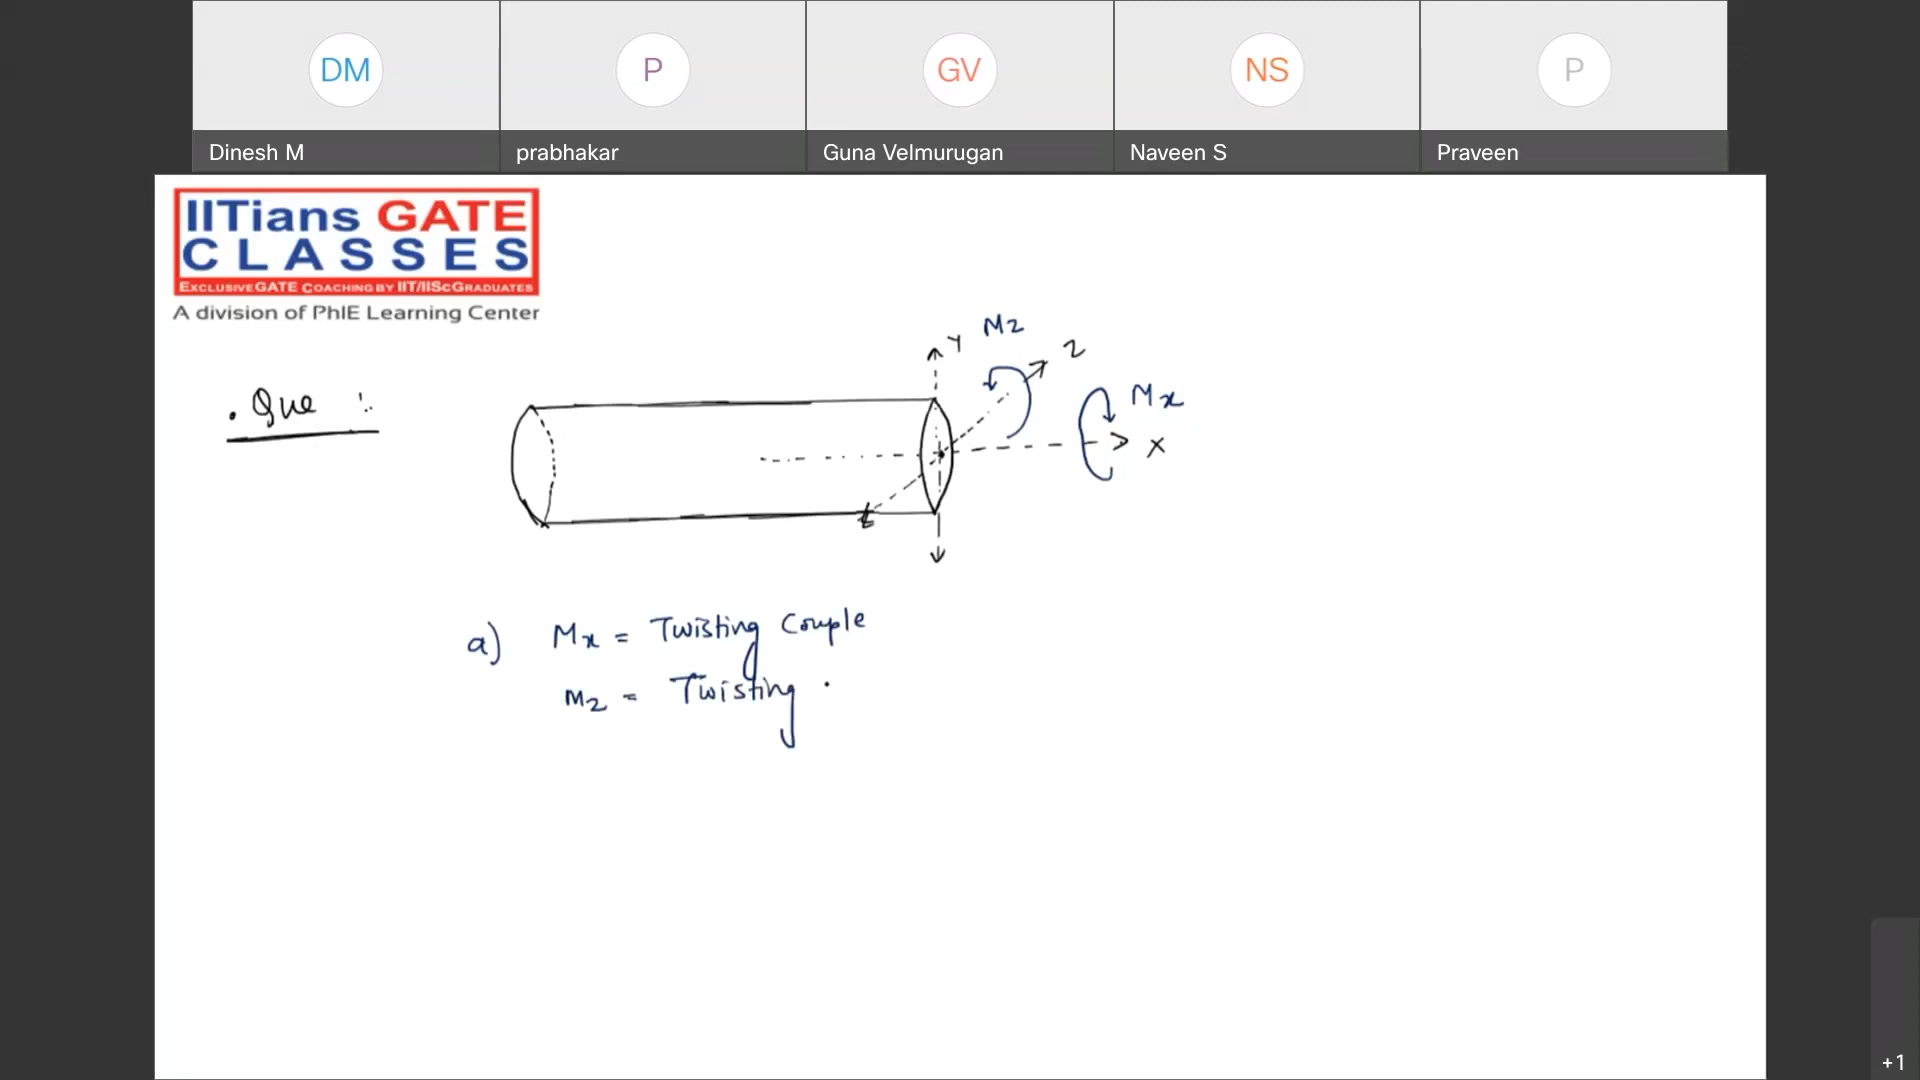 DM P GV NS P
Dinesh M prabhakar Guna Velmurugan Naveen S Praveen
IITians GATE
CLASSES
EXCLUSIVE GATE COACHING BY IIT/IISc GRADUATES
A division of PhIE Learning Center
Y Mz
z
Mx
X
. Que :
a) Mx = Twisting Couple
Mz = Twisting .
+1